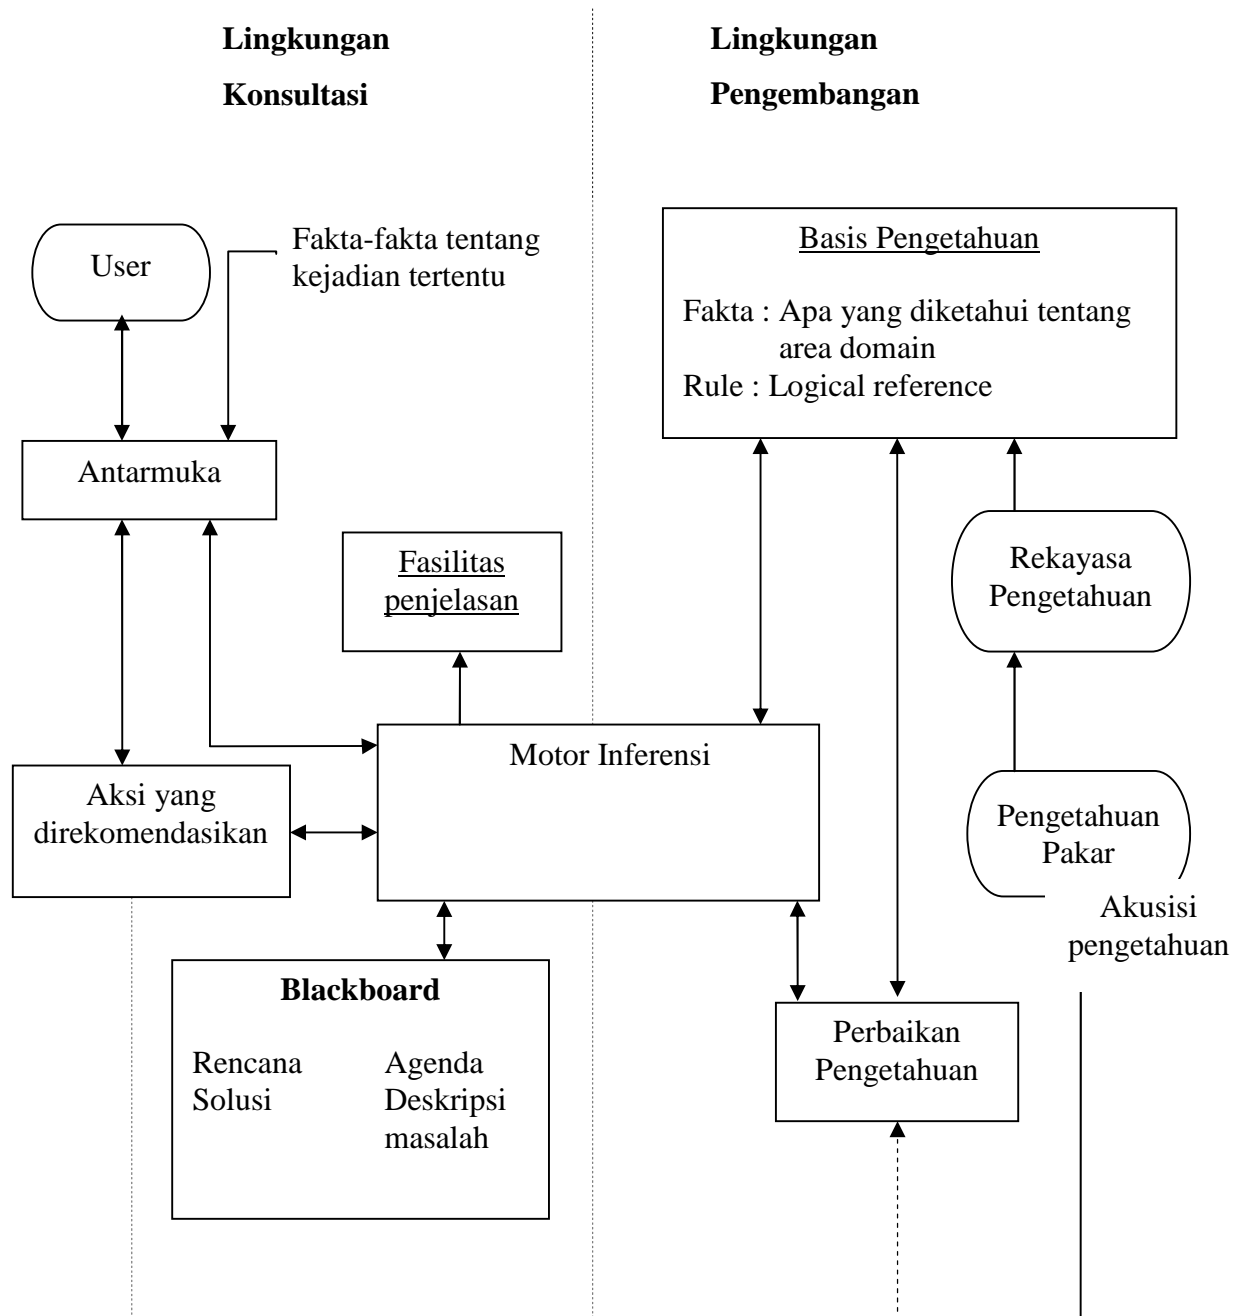 Lingkungan
Konsultasi
Lingkungan
Pengembangan
User
Fakta-fakta tentang
kejadian tertentu
Basis Pengetahuan
Fakta : Apa yang diketahui tentang
area domain
Rule : Logical reference
Antarmuka
Fasilitas
penjelasan
Rekayasa
Pengetahuan
Motor Inferensi
Aksi yang
direkomendasikan
Pengetahuan
Pakar
Akusisi
pengetahuan
Blackboard
Rencana
Solusi
Agenda
Deskripsi
masalah
Perbaikan
Pengetahuan